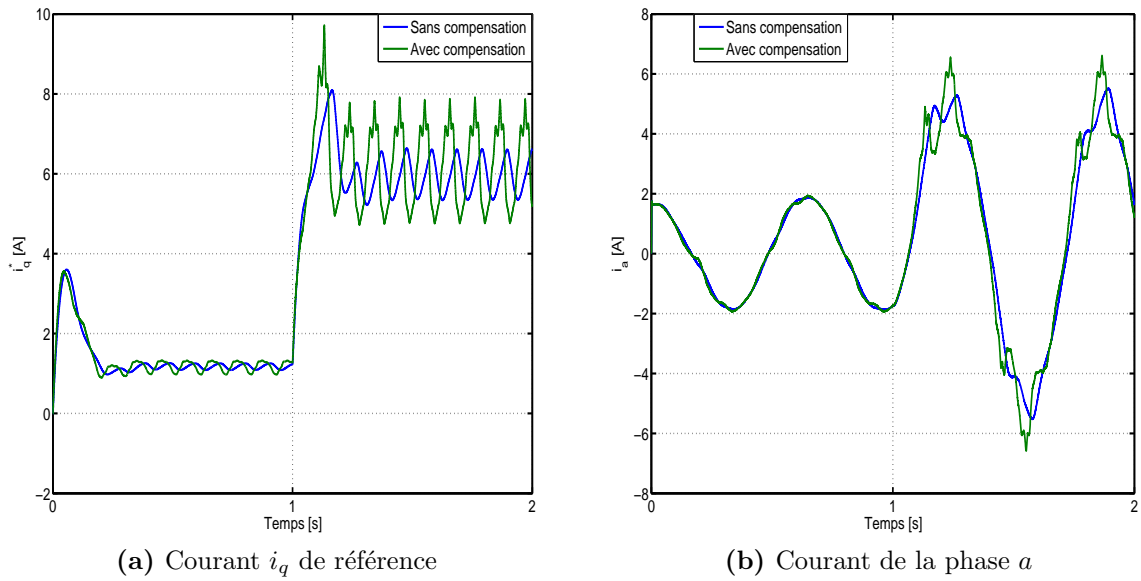 10
8
6
4
2
0
−2
0
1
2
i*q [A]
Temps [s]
Sans compensation
Avec compensation
(a) Courant iq de référence
8
6
4
2
0
−2
−4
−6
−8
0
1
2
ia [A]
Temps [s]
Sans compensation
Avec compensation
(b) Courant de la phase a